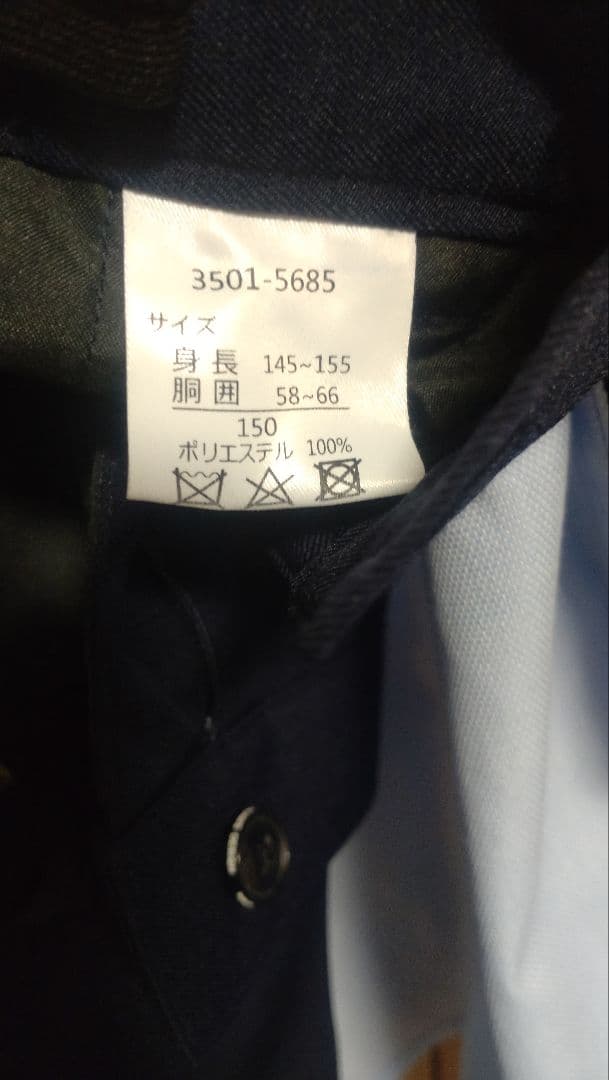 3501-5685
サイズ
身長 145~155
胴囲 58~66
150
ポリエステル 100%